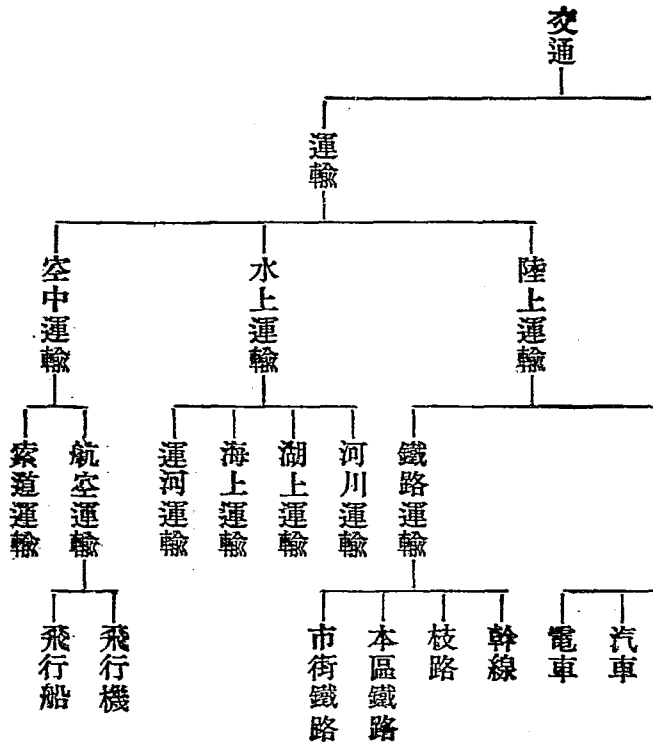 交通
運輸
陸上運輸
水上運輸
空中運輸
鐵路運輸
河川運輸
湖上運輸
海上運輸
運河運輸
航空運輸
索道運輸
汽車
電車
幹線
枝路
本區鐵路
市街鐵路
飛行機
飛行船